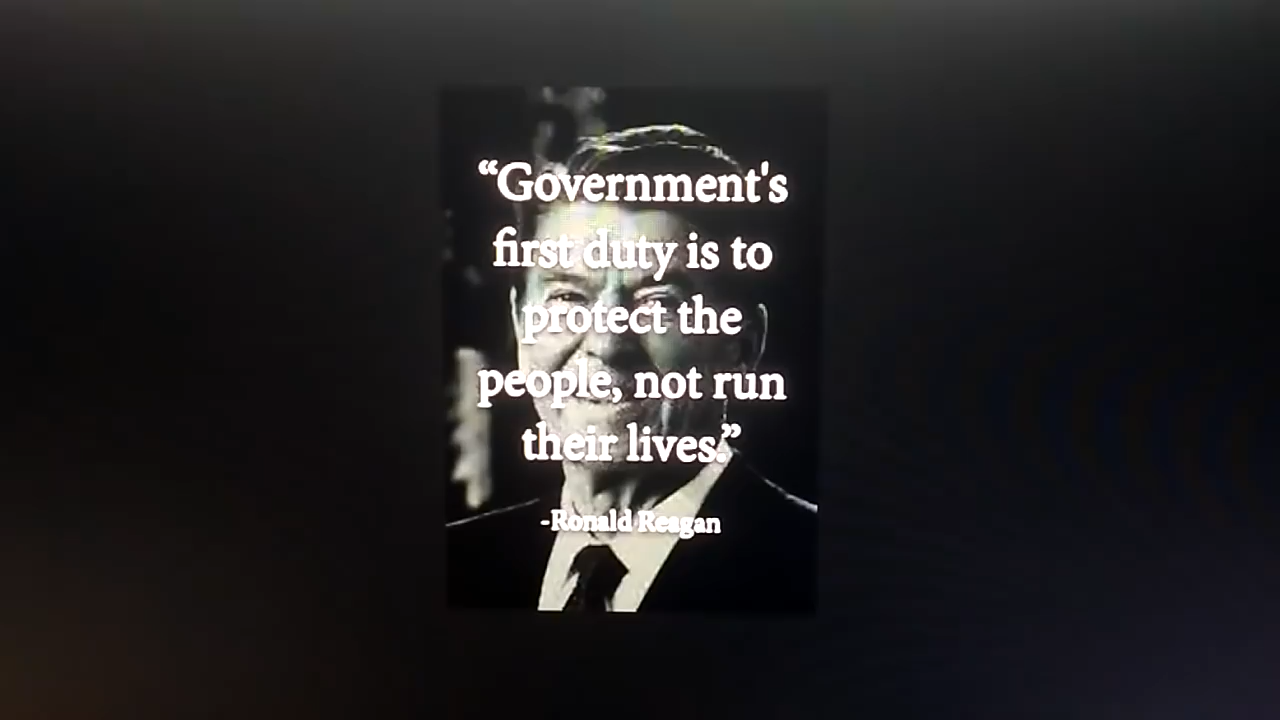 “Government's
first duty is to
protect the
people, not run
their lives.”
-Ronald Reagan